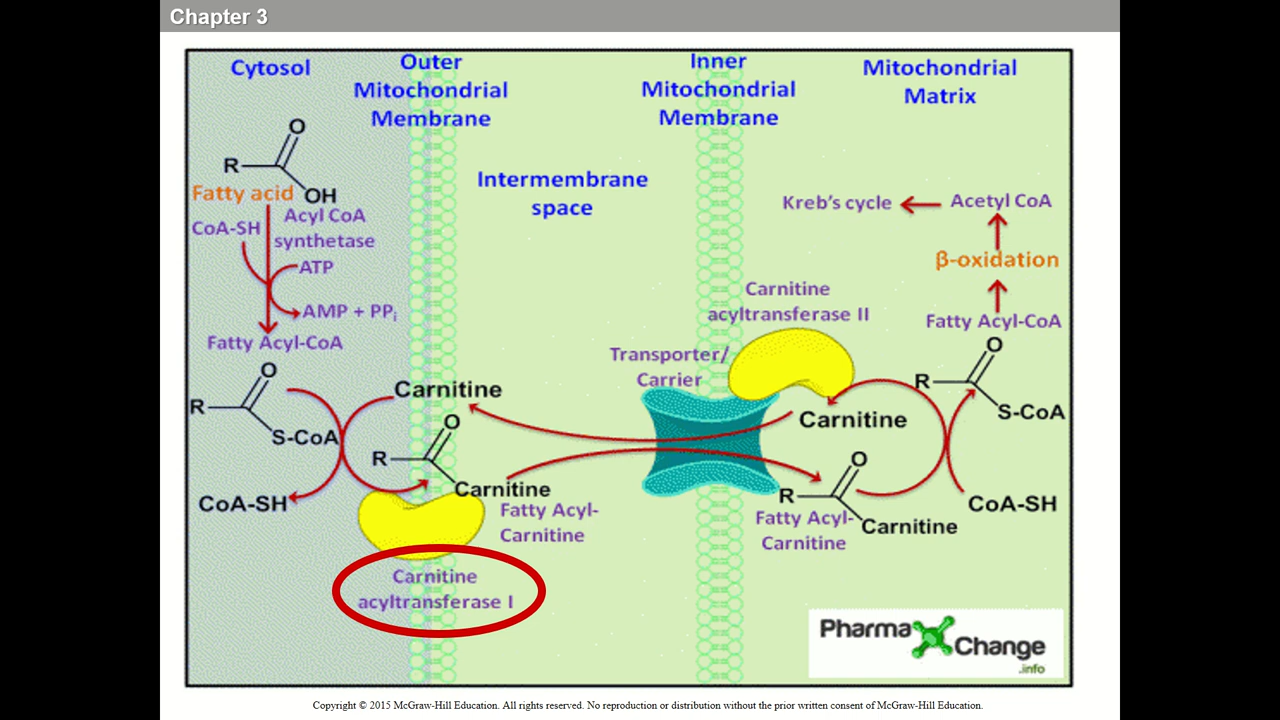 Chapter 3
Cytosol
Outer
Mitochondrial
Membrane
Inner
Mitochondrial
Membrane
Mitochondrial
Matrix
Intermembrane
space
O
R
OH
Fatty acid
CoA-SH
Acyl CoA
synthetase
ATP
AMP + PPi
Fatty Acyl-CoA
O
R
S-CoA
CoA-SH
Carnitine
O
R
Carnitine
Fatty Acyl-
Carnitine
Carnitine
acyltransferase I
Transporter/
Carrier
Carnitine
acyltransferase II
Carnitine
O
R
Carnitine
Fatty Acyl-
Carnitine
Kreb's cycle
Acetyl CoA
β-oxidation
Fatty Acyl-CoA
O
R
S-CoA
CoA-SH
Pharma
Change
.info
Copyright © 2015 McGraw-Hill Education. All rights reserved. No reproduction or distribution without the prior written consent of McGraw-Hill Education.